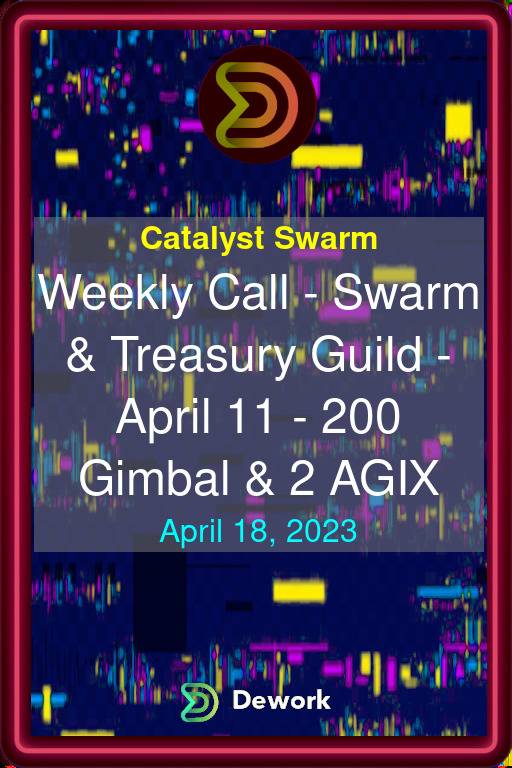 Catalyst Swarm
Weekly Call - Swarm
& Treasury Guild -
April 11 - 200
Gimbal & 2 AGIX
April 18, 2023
Dework